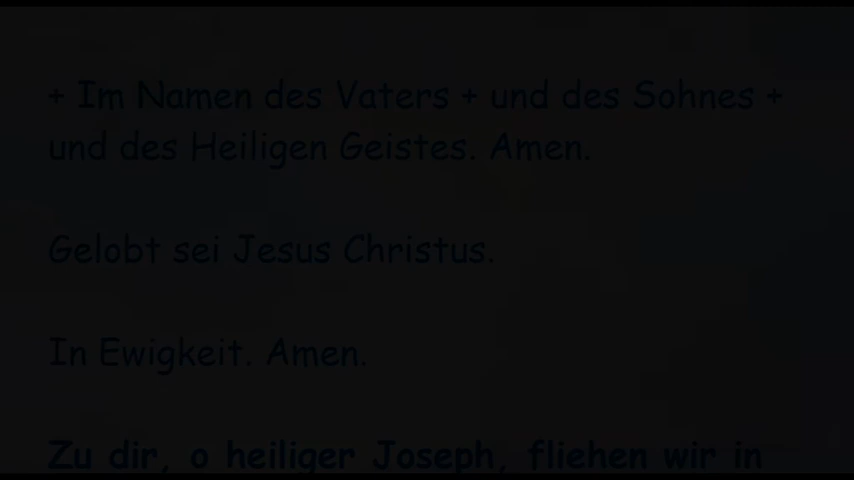 + Im Namen des Vaters + und des Sohnes +
und des Heiligen Geistes. Amen.
Gelobt sei Jesus Christus.
In Ewigkeit. Amen.
Zu dir, o heiliger Joseph, fliehen wir in